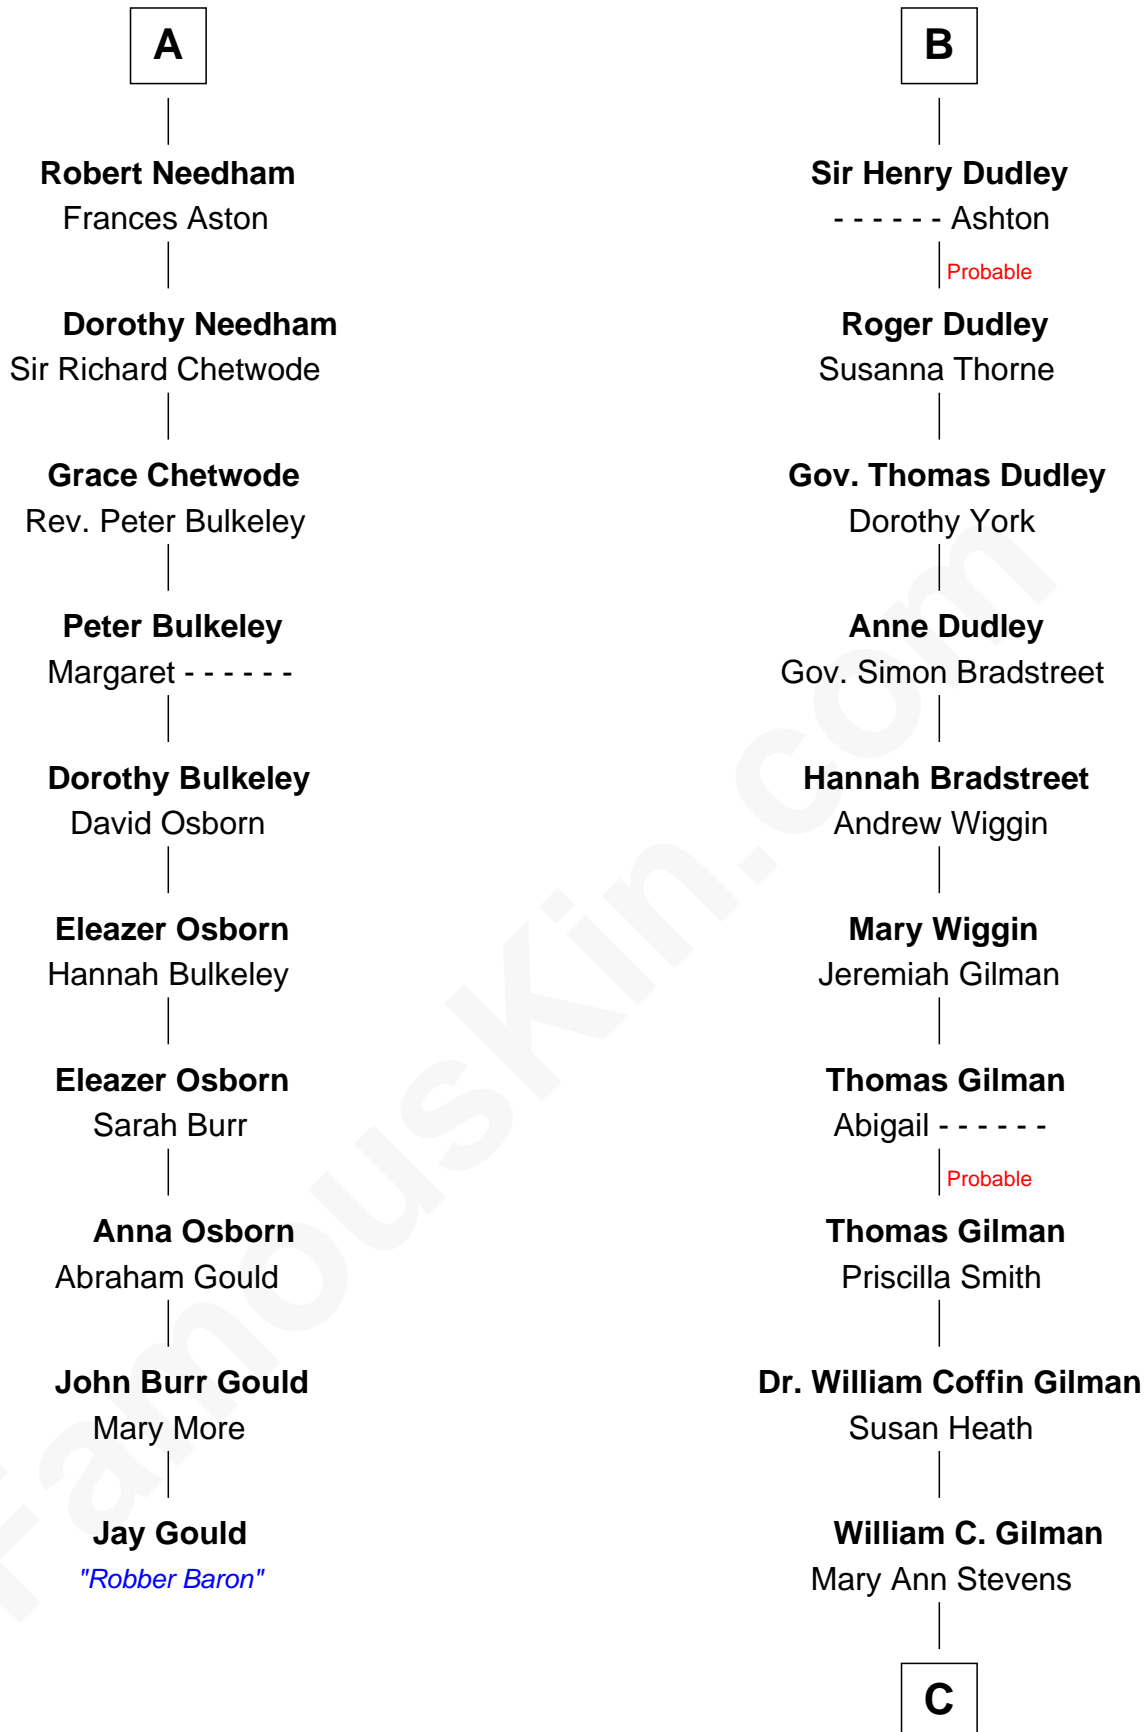 A
Robert Needham
Frances Aston
Dorothy Needham
Sir Richard Chetwode
Grace Chetwode
Rev. Peter Bulkeley
Peter Bulkeley
Margaret - - - - - -
Dorothy Bulkeley
David Osborn
Eleazer Osborn
Hannah Bulkeley
Eleazer Osborn
Sarah Burr
Anna Osborn
Abraham Gould
John Burr Gould
Mary More
Jay Gould
"Robber Baron"
B
Sir Henry Dudley
- - - - - - Ashton
Probable
Roger Dudley
Susanna Thorne
Gov. Thomas Dudley
Dorothy York
Anne Dudley
Gov. Simon Bradstreet
Hannah Bradstreet
Andrew Wiggin
Mary Wiggin
Jeremiah Gilman
Thomas Gilman
Abigail - - - - - -
Probable
Thomas Gilman
Priscilla Smith
Dr. William Coffin Gilman
Susan Heath
William C. Gilman
Mary Ann Stevens
C
FamousKin.com